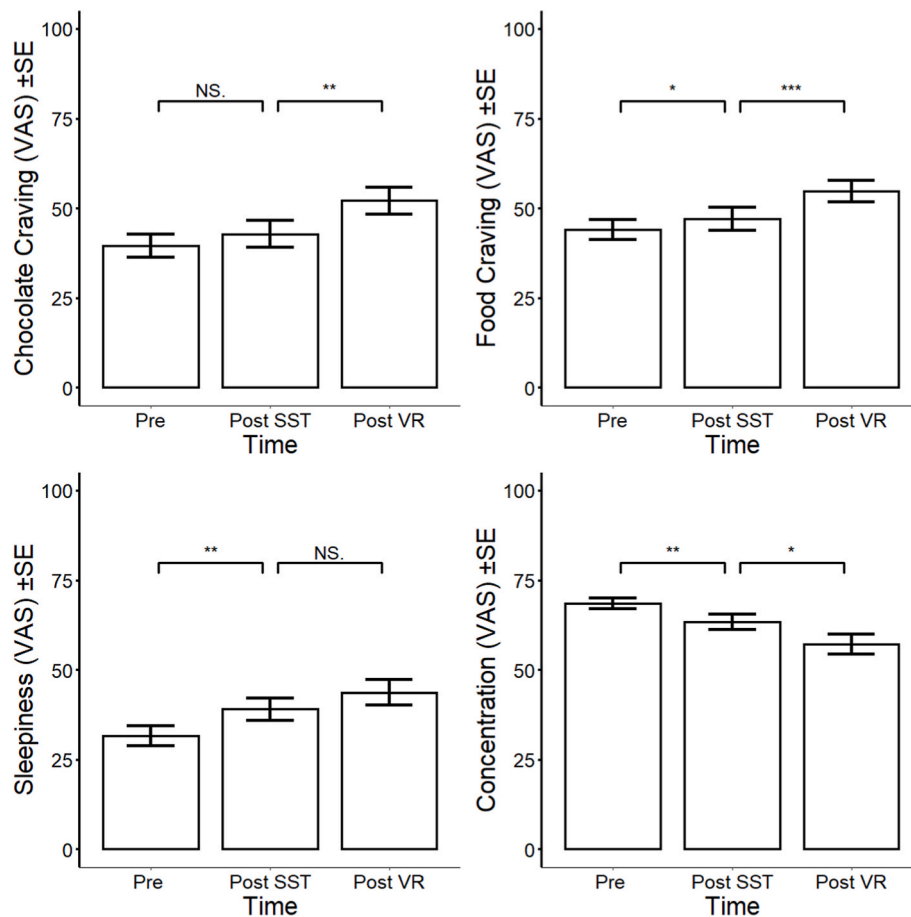 Chocolate Craving (VAS) ±SE
100
75
50
25
0
NS.
**
Pre
Post SST
Post VR
Time
Food Craving (VAS) ±SE
100
75
50
25
0
*
***
Pre
Post SST
Post VR
Time
Sleepiness (VAS) ±SE
100
75
50
25
0
**
NS.
Pre
Post SST
Post VR
Time
Concentration (VAS) ±SE
100
75
50
25
0
**
*
Pre
Post SST
Post VR
Time